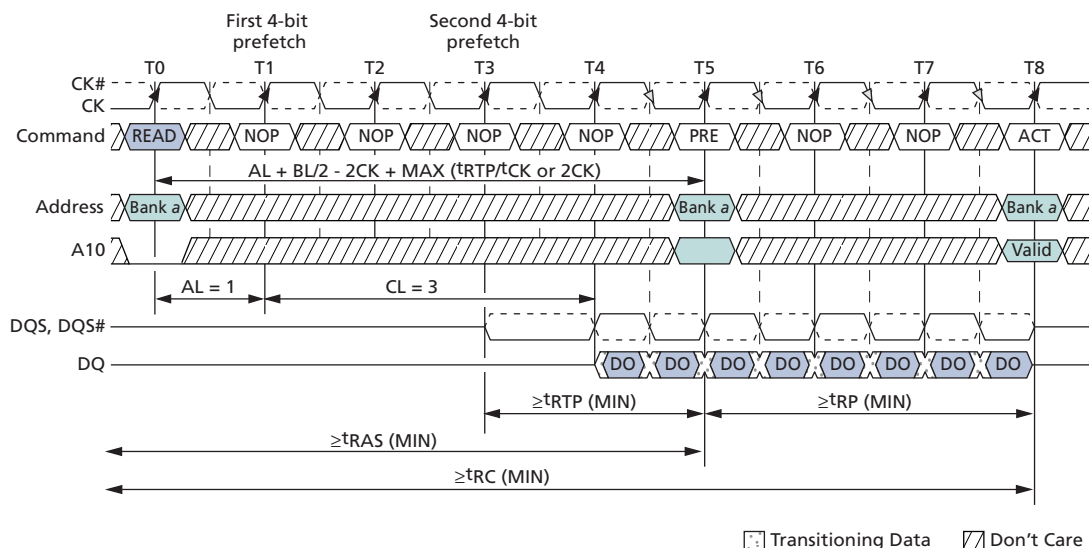 First 4-bit prefetch
Second 4-bit prefetch
T0 T1 T2 T3 T4 T5 T6 T7 T8
CK#
CK
Command READ NOP NOP NOP NOP PRE NOP NOP ACT
AL + BL/2 - 2CK + MAX (tRTP/tCK or 2CK)
Address Bank a Bank a Bank a
A10 Valid
AL = 1 CL = 3
DQS, DQS#
DQ DO DO DO DO DO DO DO DO
≥tRTP (MIN) ≥tRP (MIN)
≥tRAS (MIN)
≥tRC (MIN)
Transitioning Data Don't Care